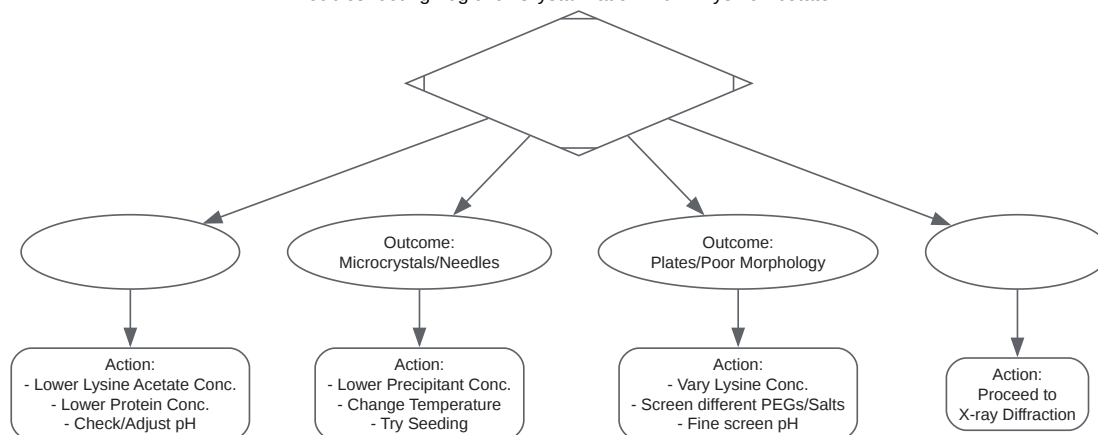 Outcome:
Microcrystals/Needles
Outcome:
Plates/Poor Morphology
Action:
- Lower Lysine Acetate Conc.
- Lower Protein Conc.
- Check/Adjust pH
Action:
- Lower Precipitant Conc.
- Change Temperature
- Try Seeding
Action:
- Vary Lysine Conc.
- Screen different PEGs/Salts
- Fine screen pH
Action:
Proceed to
X-ray Diffraction